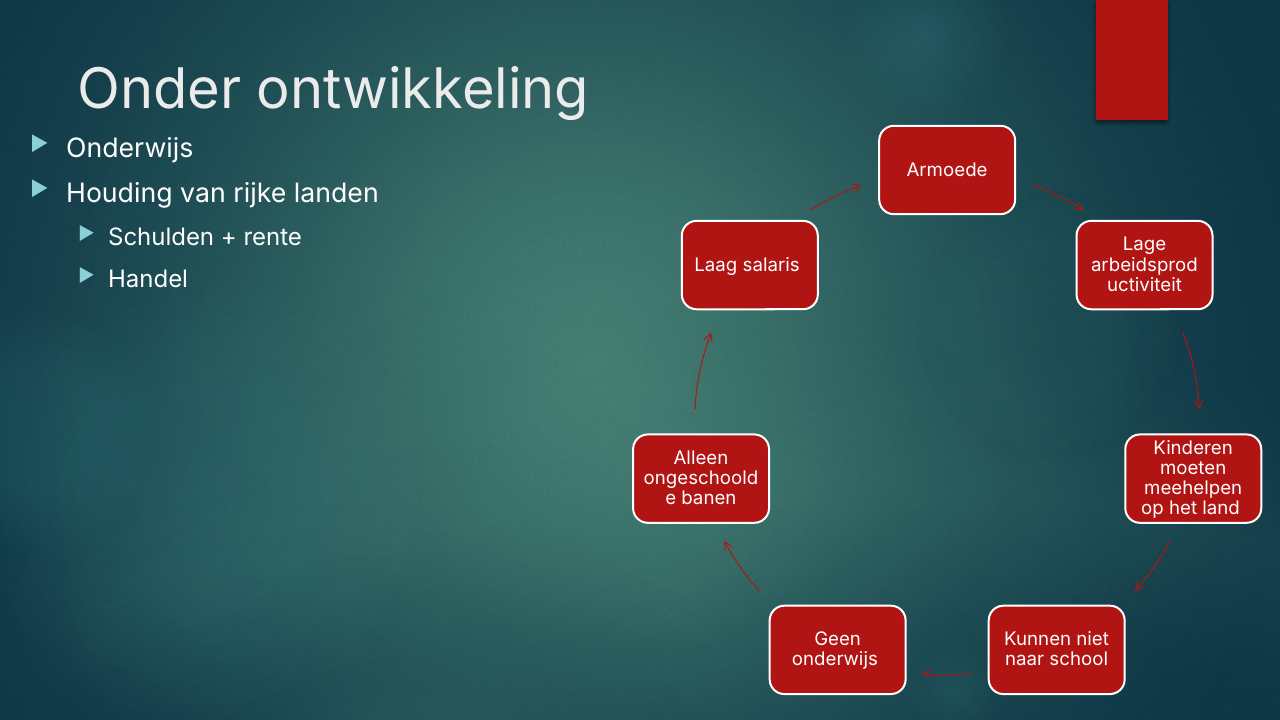 Onder ontwikkeling
Onderwijs
Houding van rijke landen
Schulden + rente
Handel
Armoede
Lage
arbeidsprod
uctiviteit
Kinderen
moeten
meehelpen
op het land
Kunnen niet
naar school
Geen
onderwijs
Alleen
ongeschoold
e banen
Laag salaris